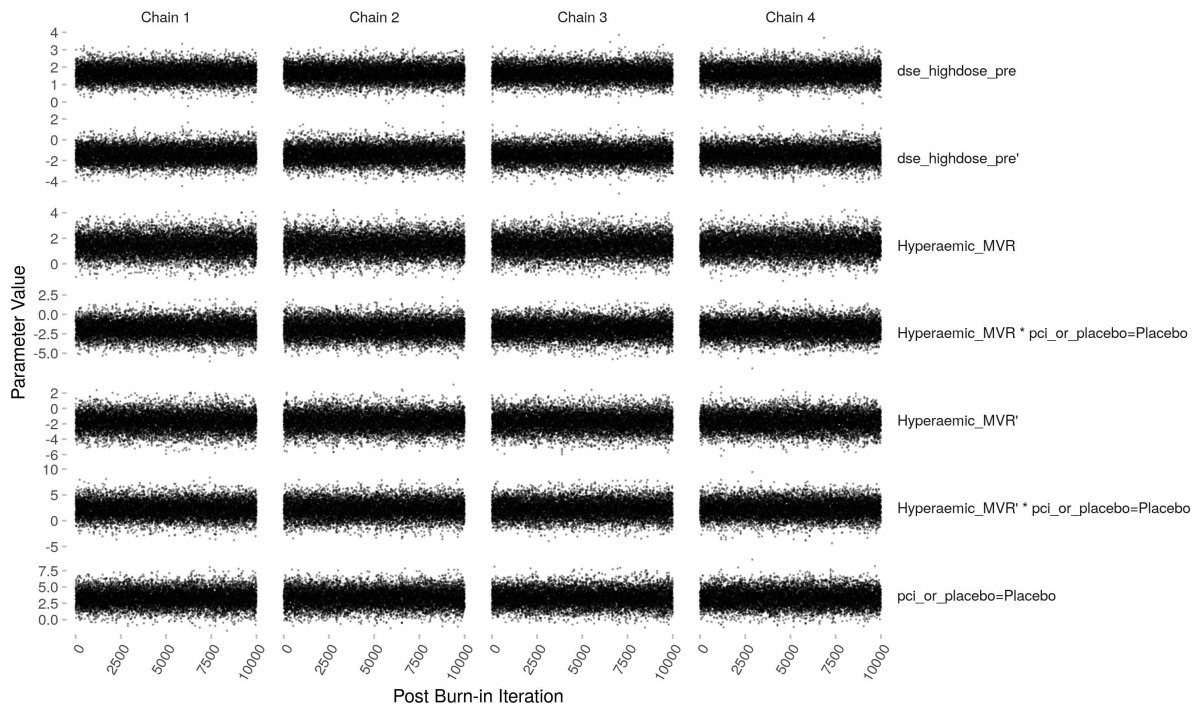 Chain 1 Chain 2 Chain 3 Chain 4
4
3
2
1
0
dse_highdose_pre
2
0
-2
-4
dse_highdose_pre'
4
2
0
Hyperaemic_MVR
2.5
0.0
-2.5
-5.0
Hyperaemic_MVR * pci_or_placebo=Placebo
2
0
-2
-4
-6
Hyperaemic_MVR'
10
5
0
-5
Hyperaemic_MVR' * pci_or_placebo=Placebo
7.5
5.0
2.5
0.0
pci_or_placebo=Placebo
Parameter Value
0 2500 5000 7500 10000 0 2500 5000 7500 10000 0 2500 5000 7500 10000 0 2500 5000 7500 10000
Post Burn-in Iteration